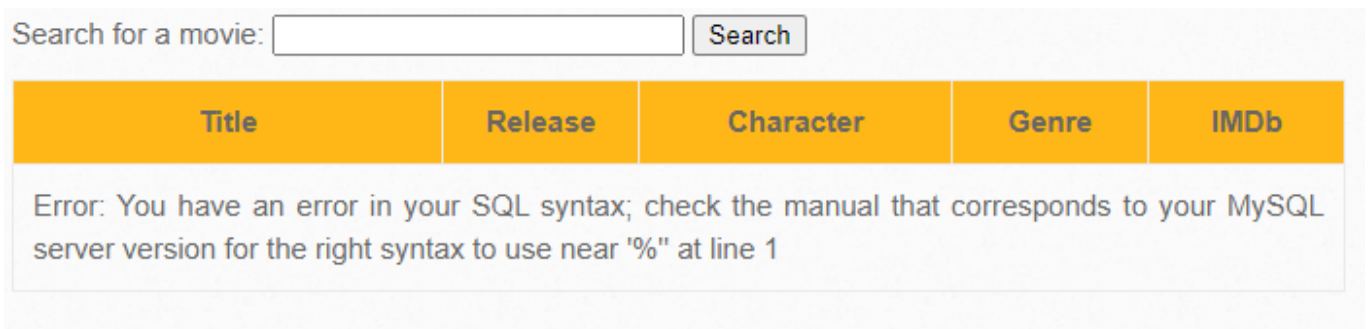 Search for a movie: Search
Title Release Character Genre IMDb
Error: You have an error in your SQL syntax; check the manual that corresponds to your MySQL
server version for the right syntax to use near '%'' at line 1